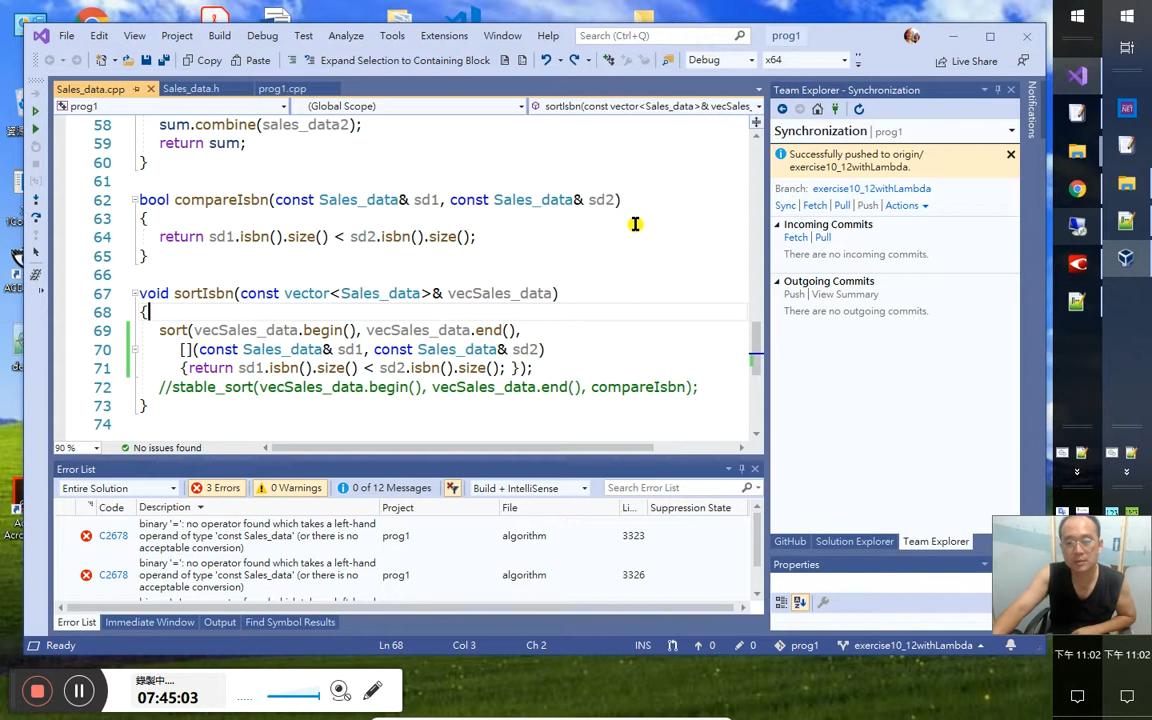 File Edit View Project Build Debug Test Analyze Tools Extensions Window Help Search (Ctrl+Q) prog1
Copy Paste Expand Selection to Containing Block Debug x64 Live Share
Sales_data.cpp Sales_data.h prog1.cpp
prog1 (Global Scope) sortIsbn(const vector<Sales_data>& vecSales_
58 sum.combine(sales_data2);
59 return sum;
60 }
61
62 bool compareIsbn(const Sales_data& sd1, const Sales_data& sd2)
63 {
64 return sd1.isbn().size() < sd2.isbn().size();
65 }
66
67 void sortIsbn(const vector<Sales_data>& vecSales_data)
68 {
69 sort(vecSales_data.begin(), vecSales_data.end(),
70 [](const Sales_data& sd1, const Sales_data& sd2)
71 {return sd1.isbn().size() < sd2.isbn().size(); });
72 //stable_sort(vecSales_data.begin(), vecSales_data.end(), compareIsbn);
73 }
74
90 % No issues found
Error List
Entire Solution 3 Errors 0 Warnings 0 of 12 Messages Build + IntelliSense Search Error List
Code Description Project File Li... Suppression State
C2678 binary '=': no operator found which takes a left-hand operand of type 'const Sales_data' (or there is no acceptable conversion) prog1 algorithm 3323
C2678 binary '=': no operator found which takes a left-hand operand of type 'const Sales_data' (or there is no acceptable conversion) prog1 algorithm 3326
Error List Immediate Window Output Find Symbol Results
Team Explorer - Synchronization
Synchronization | prog1
Successfully pushed to origin/
exercise10_12withLambda.
Branch: exercise10_12withLambda
Sync Fetch Pull Push Actions
Incoming Commits
Fetch | Pull
There are no incoming commits.
Outgoing Commits
Push | View Summary
There are no outgoing commits.
GitHub Solution Explorer Team Explorer
Properties
Notifications
Ready Ln 68 Col 3 Ch 2 INS 0 0 prog1 exercise10_12withLambda
錄製中....
07:45:03
下午 11:02 下午 11:02